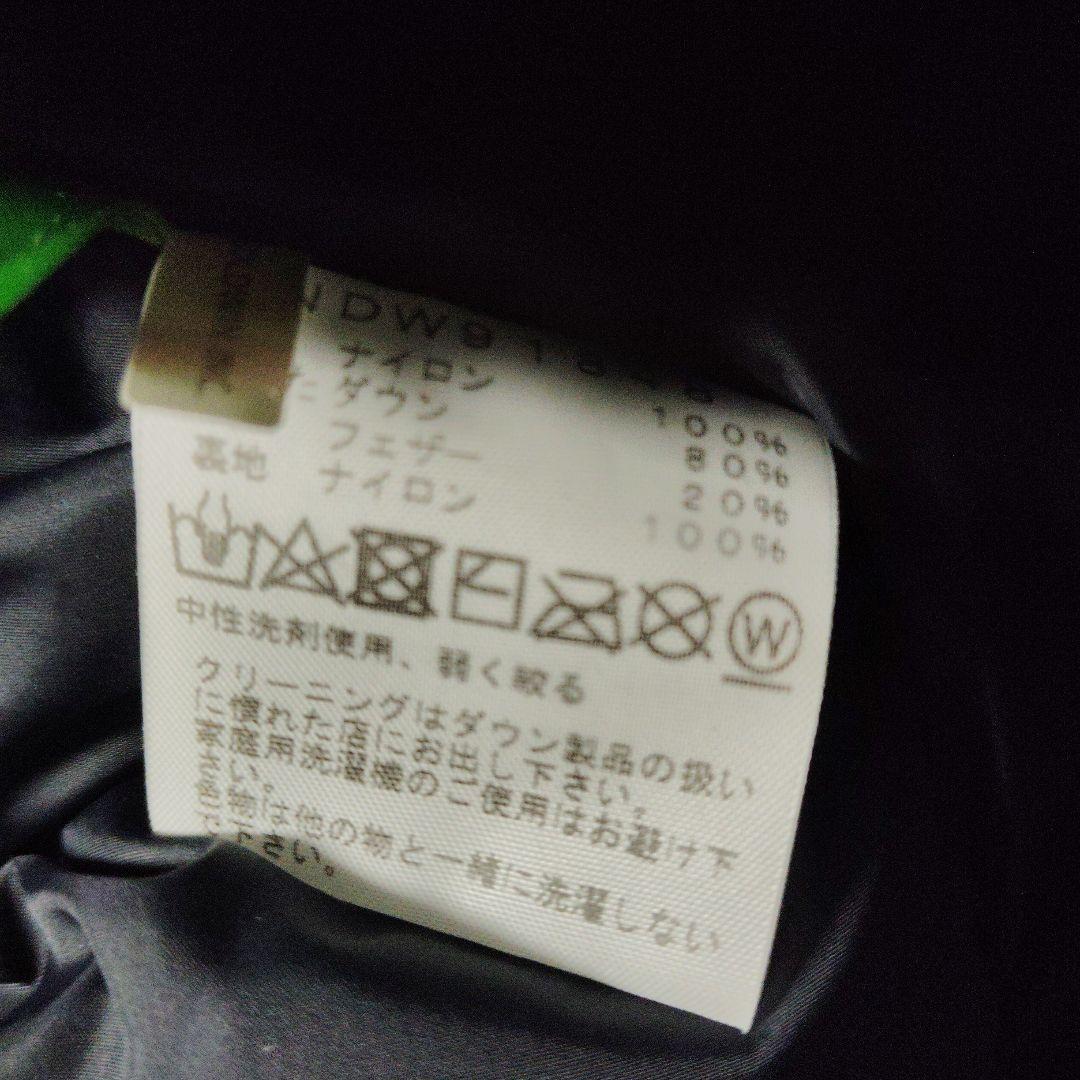 NDW91
ナイロン 100%
ダウン 80%
フェザー 20%
裏地 ナイロン 100%
W
中性洗剤使用、弱く絞る
クリーニングはダウン製品の扱い
に慣れた店にお出し下さい。
家庭用洗濯機のご使用はお避け下
さい。
色物は他の物と一緒に洗濯しない
で下さい。